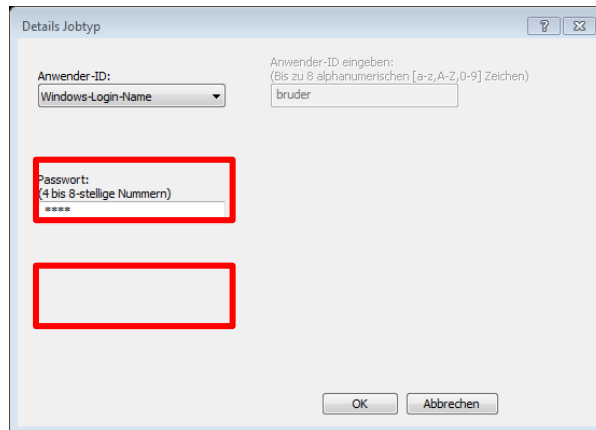 Details Jobtyp
Anwender-ID:
Windows-Login-Name
Anwender-ID eingeben:
(Bis zu 8 alphanumerischen [a-z,A-Z,0-9] Zeichen)
bruder
Passwort:
(4 bis 8-stellige Nummern)
****
OK
Abbrechen